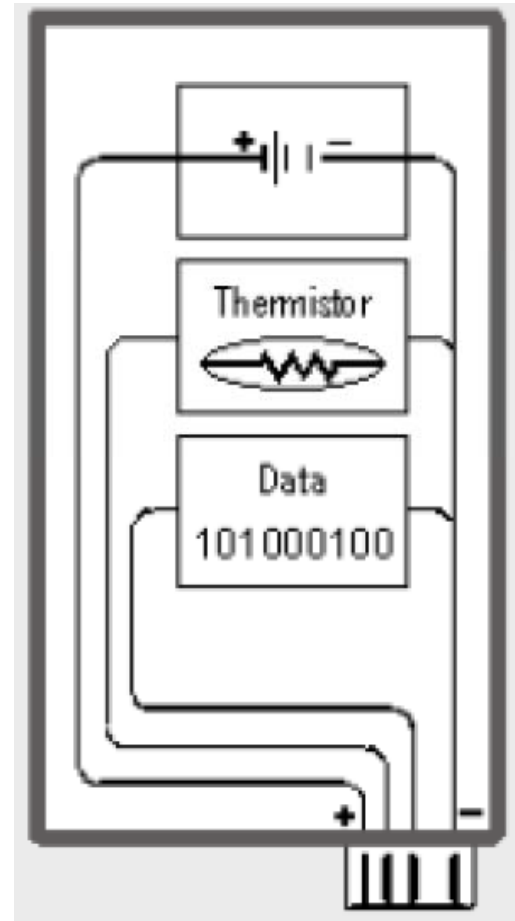 + −
Thermistor
Data
101000100
+ −